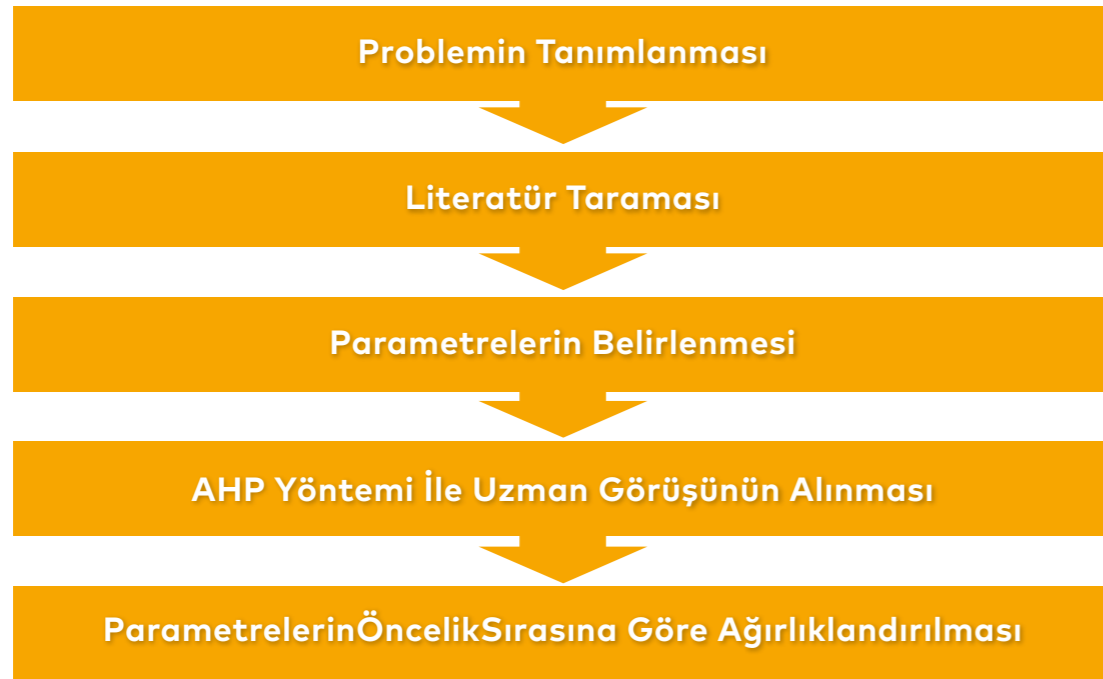 Problemin Tanımlanması
Literatür Taraması
Parametrelerin Belirlenmesi
AHP Yöntemi İle Uzman Görüşünün Alınması
ParametrelerinÖncelikSırasına Göre Ağırlıklandırılması